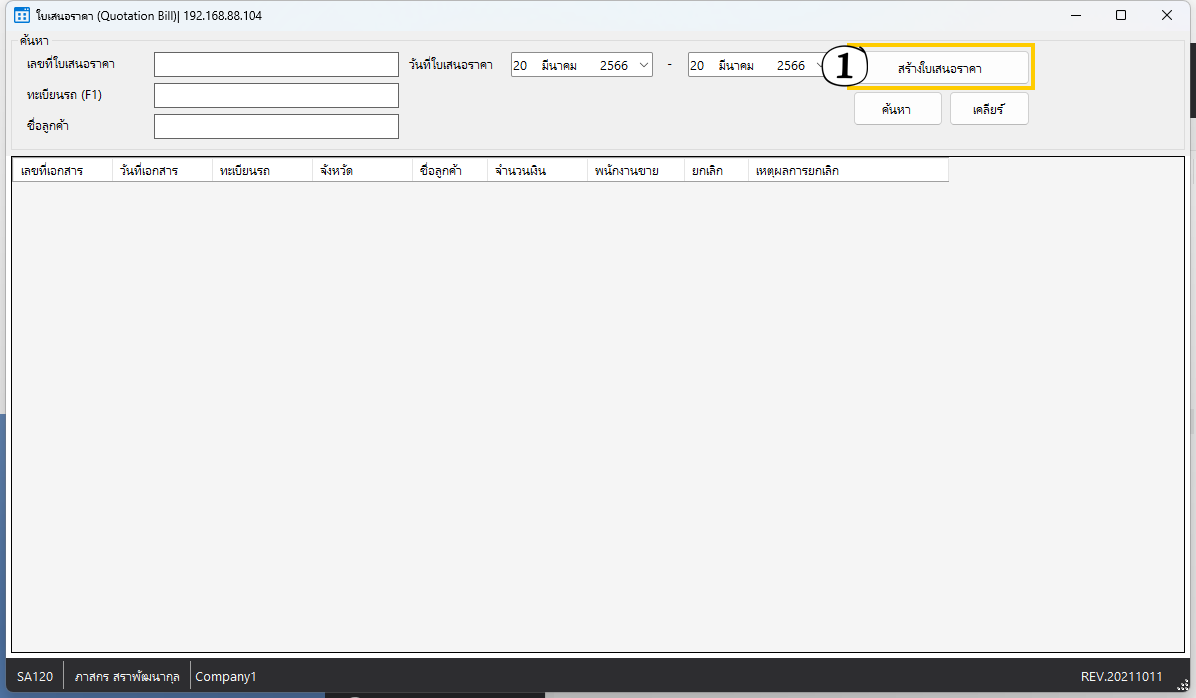 ใบเสนอราคา (Quotation Bill)| 192.168.88.104
ค้นหา
เลขที่ใบเสนอราคา วันที่ใบเสนอราคา 20 มีนาคม 2566 - 20 มีนาคม 2566 1 สร้างใบเสนอราคา
ทะเบียนรถ (F1)
ค้นหา เคลียร์
ชื่อลูกค้า
เลขที่เอกสาร วันที่เอกสาร ทะเบียนรถ จังหวัด ชื่อลูกค้า จำนวนเงิน พนักงานขาย ยกเลิก เหตุผลการยกเลิก
SA120 ภาสกร สราพัฒนากุล Company1 REV.20211011